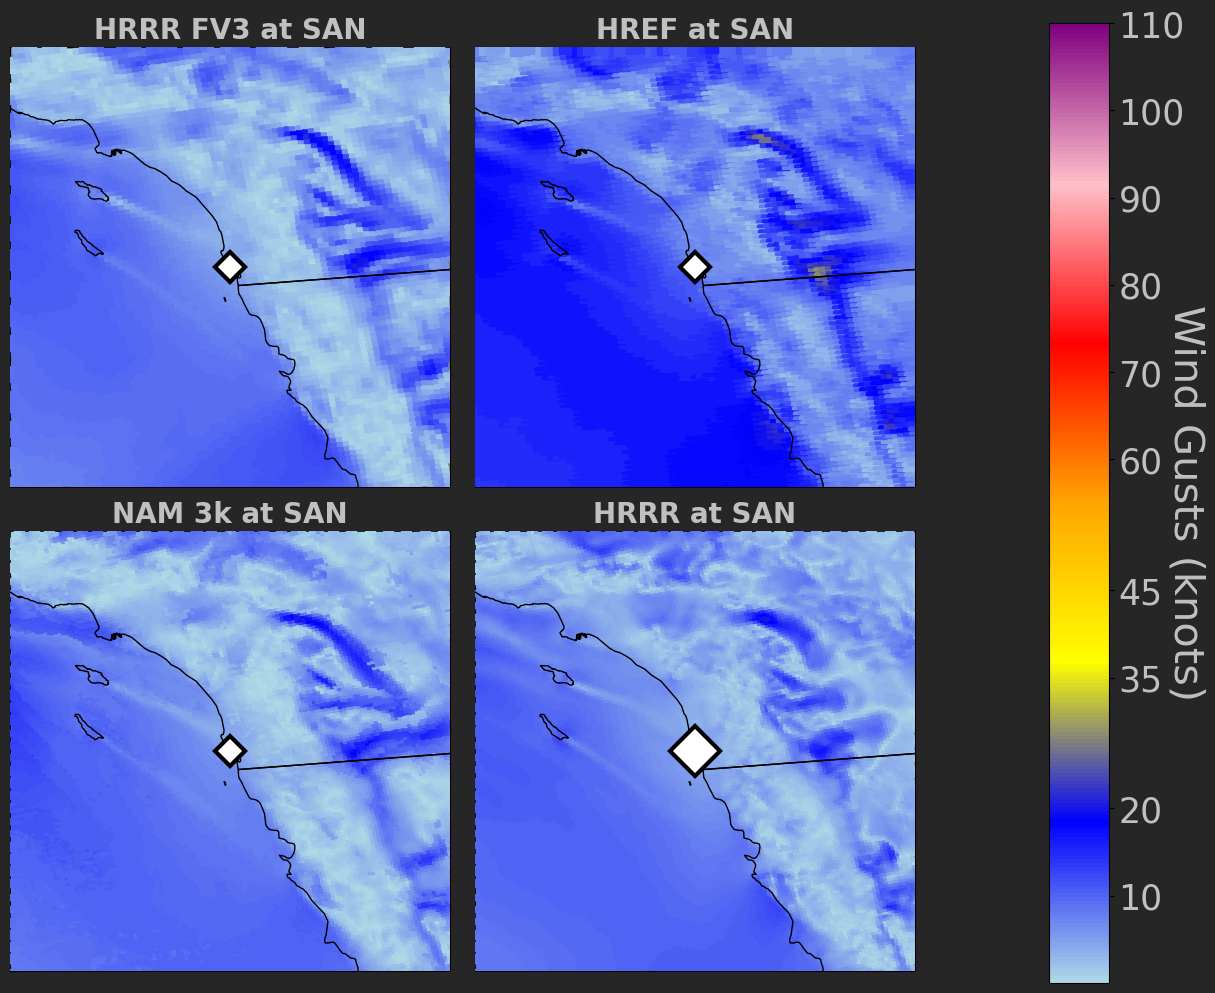 HRRR FV3 at SAN
HREF at SAN
NAM 3k at SAN
HRRR at SAN
110
100
90
80
70
60
45
35
20
10
Wind Gusts (knots)